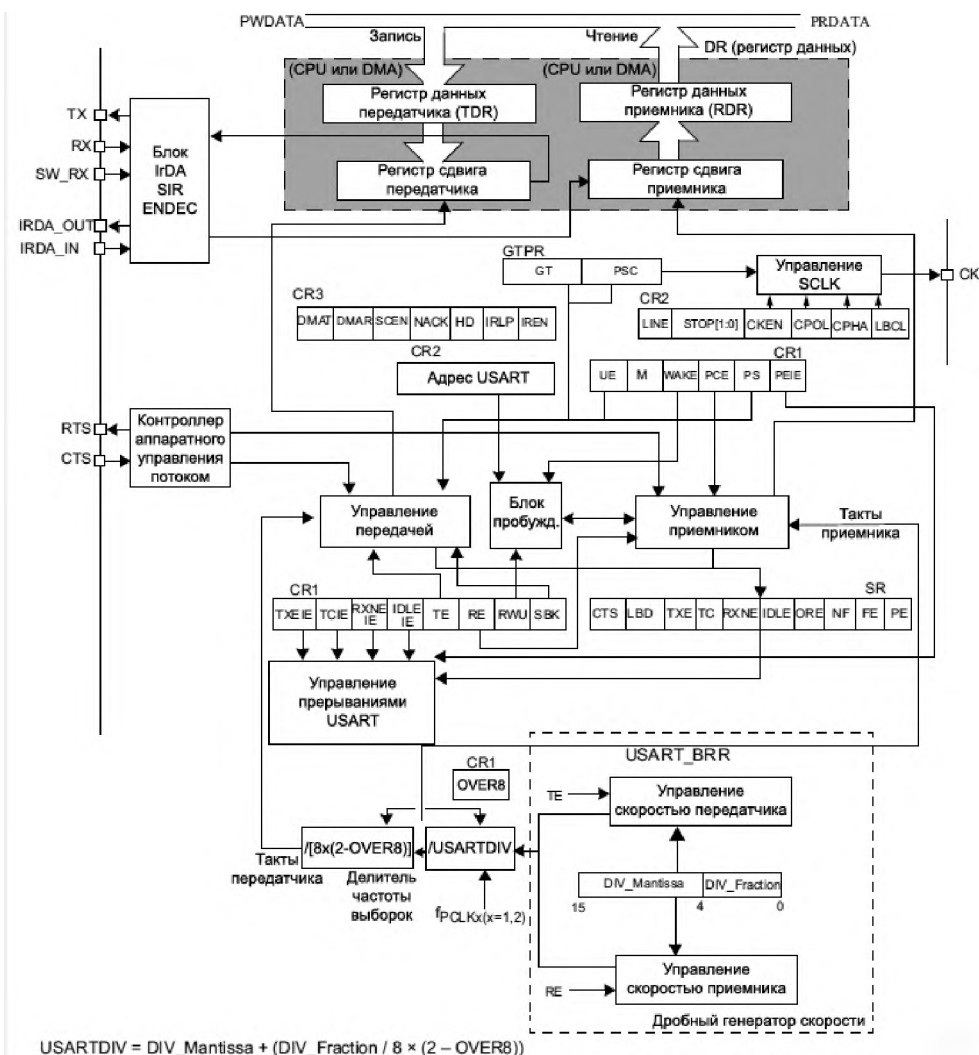 PWDATA
PRDATA
Запись
Чтение
DR (регистр данных)
(CPU или DMA)
(CPU или DMA)
Регистр данных
передатчика (TDR)
Регистр данных
приемника (RDR)
TX
RX
SW_RX
IRDA_OUT
IRDA_IN
Блок
IrDA
SIR
ENDEC
Регистр сдвига
передатчика
Регистр сдвига
приемника
GTPR
GT
PSC
Управление
SCLK
CK
CR3
DMAT
DMAR
SCEN
NACK
HD
IRLP
IREN
CR2
LINE
STOP[1:0]
CKEN
CPOL
CPHA
LBCL
CR2
Адрес USART
CR1
UE
M
WAKE
PCE
PS
PEIE
RTS
CTS
Контроллер
аппаратного
управления
потоком
Управление
передачей
Блок
пробужд.
Управление
приемником
Такты
приемника
CR1
TXEIE
TCIE
RXNE
IE
IDLE
IE
TE
RE
RWU
SBK
SR
CTS
LBD
TXE
TC
RXNE
IDLE
ORE
NF
FE
PE
Управление
прерываниями
USART
USART_BRR
CR1
OVER8
TE
Управление
скоростью передатчика
/[8x(2-OVER8)]
/USARTDIV
Такты
передатчика
Делитель
частоты
выборок
fPCLKx(x=1,2)
DIV_Mantissa
DIV_Fraction
15
4
0
RE
Управление
скоростью приемника
Дробный генератор скорости
USARTDIV = DIV_Mantissa + (DIV_Fraction / 8 × (2 – OVER8))